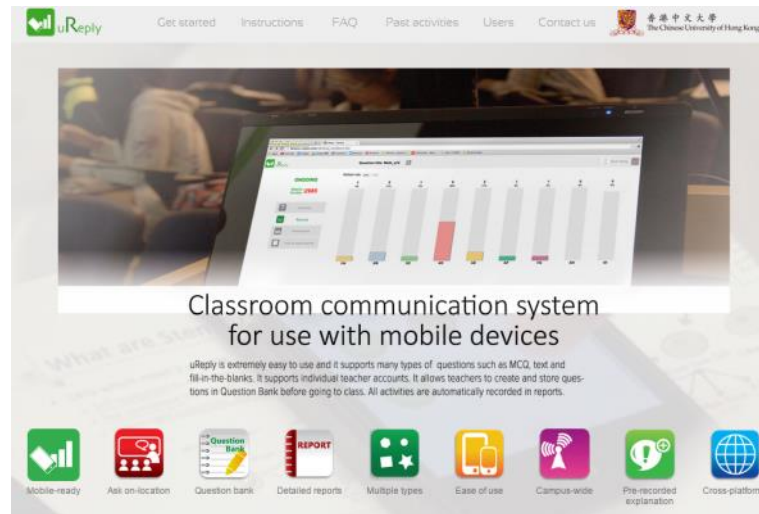 uReply
Get started Instructions FAQ Past activities Users Contact us
香港中文大學
The Chinese University of Hong Kong
Classroom communication system
for use with mobile devices
uReply is extremely easy to use and it supports many types of questions such as MCQ, text and
fill-in-the-blanks. It supports individual teacher accounts. It allows teachers to create and store ques-
tions in Question Bank before going to class. All activities are automatically recorded in reports.
Question
Bank
REPORT
Mobile-ready Ask on-location Question bank Detailed reports Multiple types Ease of use Campus-wide Pre-recorded explanation Cross-platform